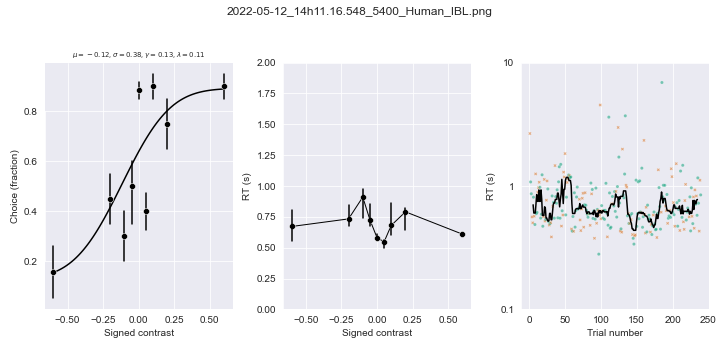 2022-05-12_14h11.16.548_5400_Human_IBL.png
μ = −0.12, σ = 0.38, γ = 0.13, λ = 0.11
Choice (fraction)
0.8
0.6
0.4
0.2
−0.50 −0.25 0.00 0.25 0.50
Signed contrast
RT (s)
2.00
1.75
1.50
1.25
1.00
0.75
0.50
0.25
0.00
−0.50 −0.25 0.00 0.25 0.50
Signed contrast
RT (s)
10
1
0.1
0 50 100 150 200 250
Trial number